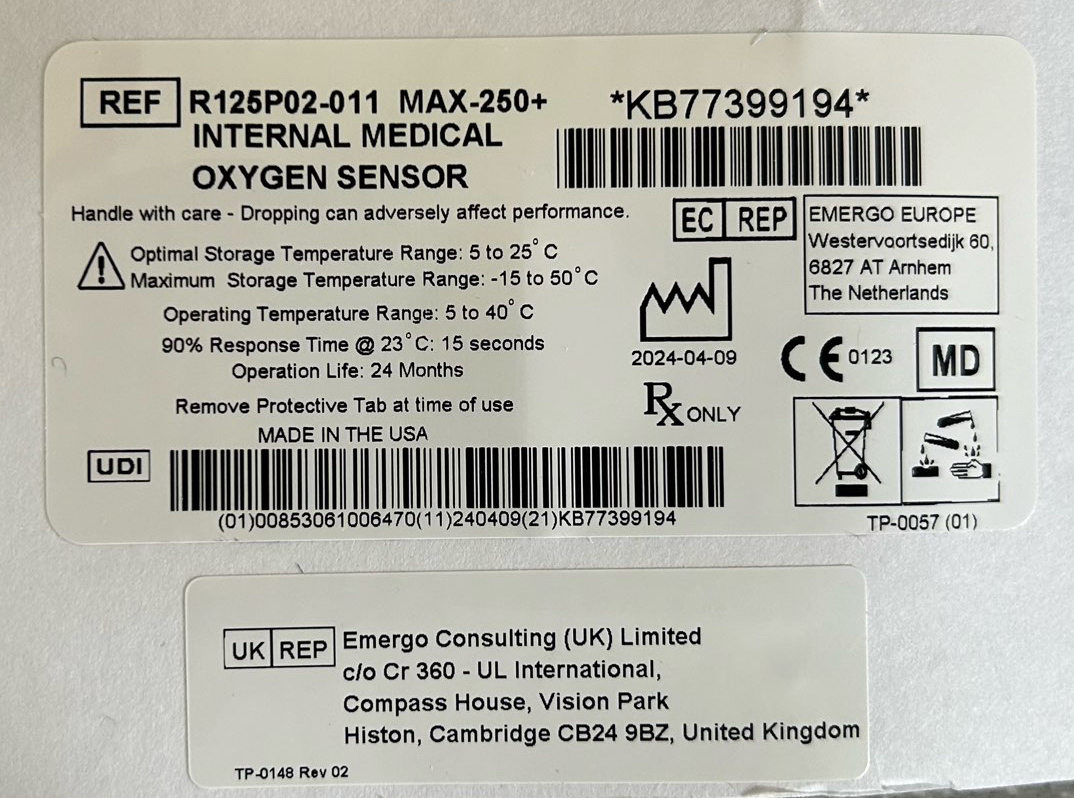 REF R125P02-011 MAX-250+
INTERNAL MEDICAL
OXYGEN SENSOR
*KB77399194*
Handle with care - Dropping can adversely affect performance.
Optimal Storage Temperature Range: 5 to 25° C
Maximum Storage Temperature Range: -15 to 50° C
Operating Temperature Range: 5 to 40° C
90% Response Time @ 23° C: 15 seconds
Operation Life: 24 Months
Remove Protective Tab at time of use
MADE IN THE USA
EC REP
EMERGO EUROPE
Westervoortsedijk 60,
6827 AT Arnhem
The Netherlands
2024-04-09
Rx ONLY
CE 0123
MD
UDI
(01)00853061006470(11)240409(21)KB77399194
TP-0057 (01)
UK REP
Emergo Consulting (UK) Limited
c/o Cr 360 - UL International,
Compass House, Vision Park
Histon, Cambridge CB24 9BZ, United Kingdom
TP-0148 Rev 02